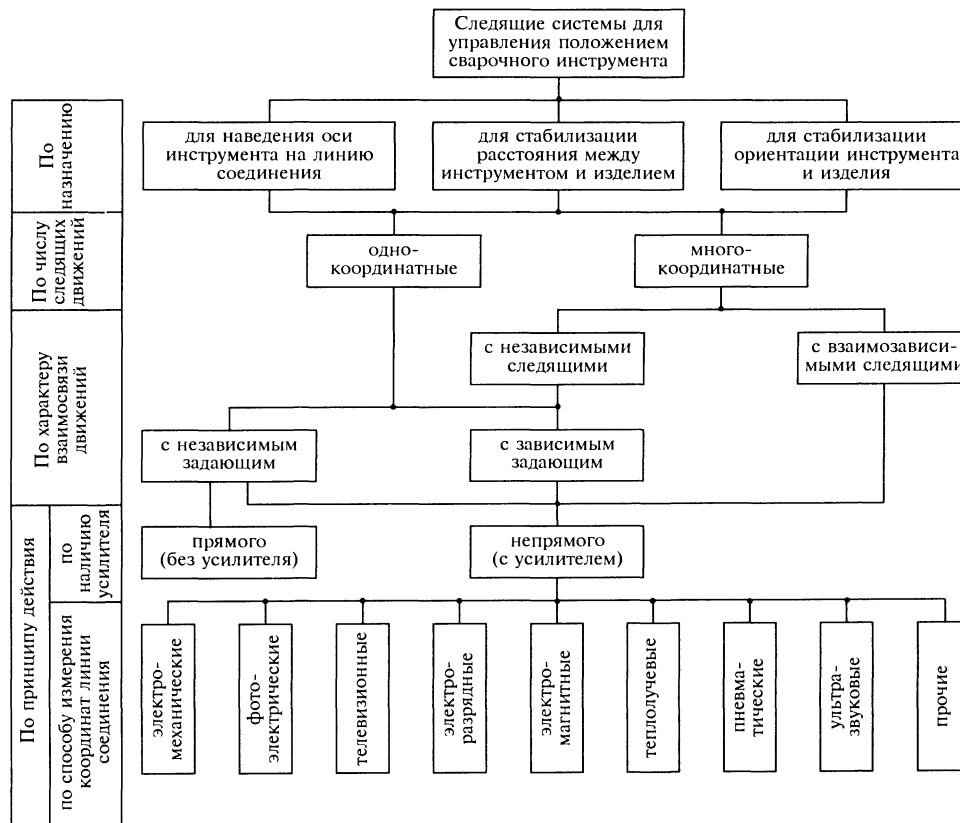 Следящие системы для
управления положением
сварочного инструмента
По
назначению
для наведения оси
инструмента на линию
соединения
для стабилизации
расстояния между
инструментом и изделием
для стабилизации
ориентации инструмента
и изделия
По числу
следящих
движений
одно-
координатные
много-
координатные
По характеру
взаимосвязи
движений
с независимыми
следящими
с взаимозависи-
мыми следящими
с независимым
задающим
с зависимым
задающим
По принципу действия
по
наличию
усилителя
прямого
(без усилителя)
непрямого
(с усилителем)
по способу измерения
координат линии
соединения
электро-
механические
фото-
электрические
телевизионные
электро-
разрядные
электро-
магнитные
теплолучевые
пневма-
тические
ультра-
звуковые
прочие